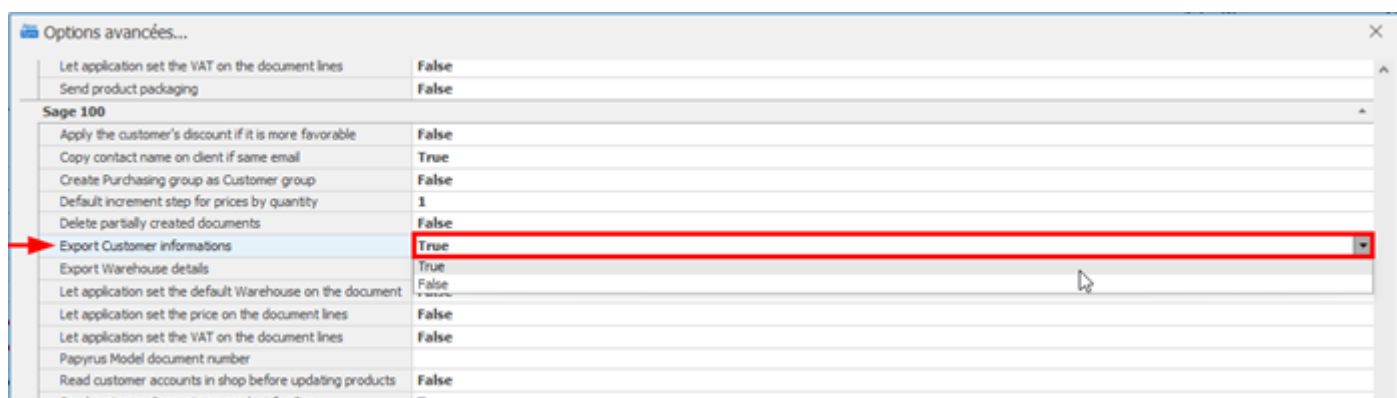 Options avancées...
Let application set the VAT on the document lines False
Send product packaging False
Sage 100
Apply the customer's discount if it is more favorable False
Copy contact name on client if same email True
Create Purchasing group as Customer group False
Default increment step for prices by quantity 1
Delete partially created documents False
Export Customer informations True
Export Warehouse details True
Let application set the default Warehouse on the document False
Let application set the price on the document lines False
Let application set the VAT on the document lines False
Papyrus Model document number
Read customer accounts in shop before updating products False